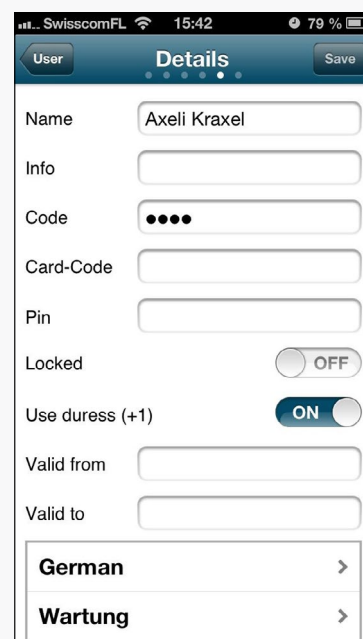 SwisscomFL 15:42 79 %
User Details Save
Name Axeli Kraxel
Info
Code ●●●●
Card-Code
Pin
Locked OFF
Use duress (+1) ON
Valid from
Valid to
German
Wartung